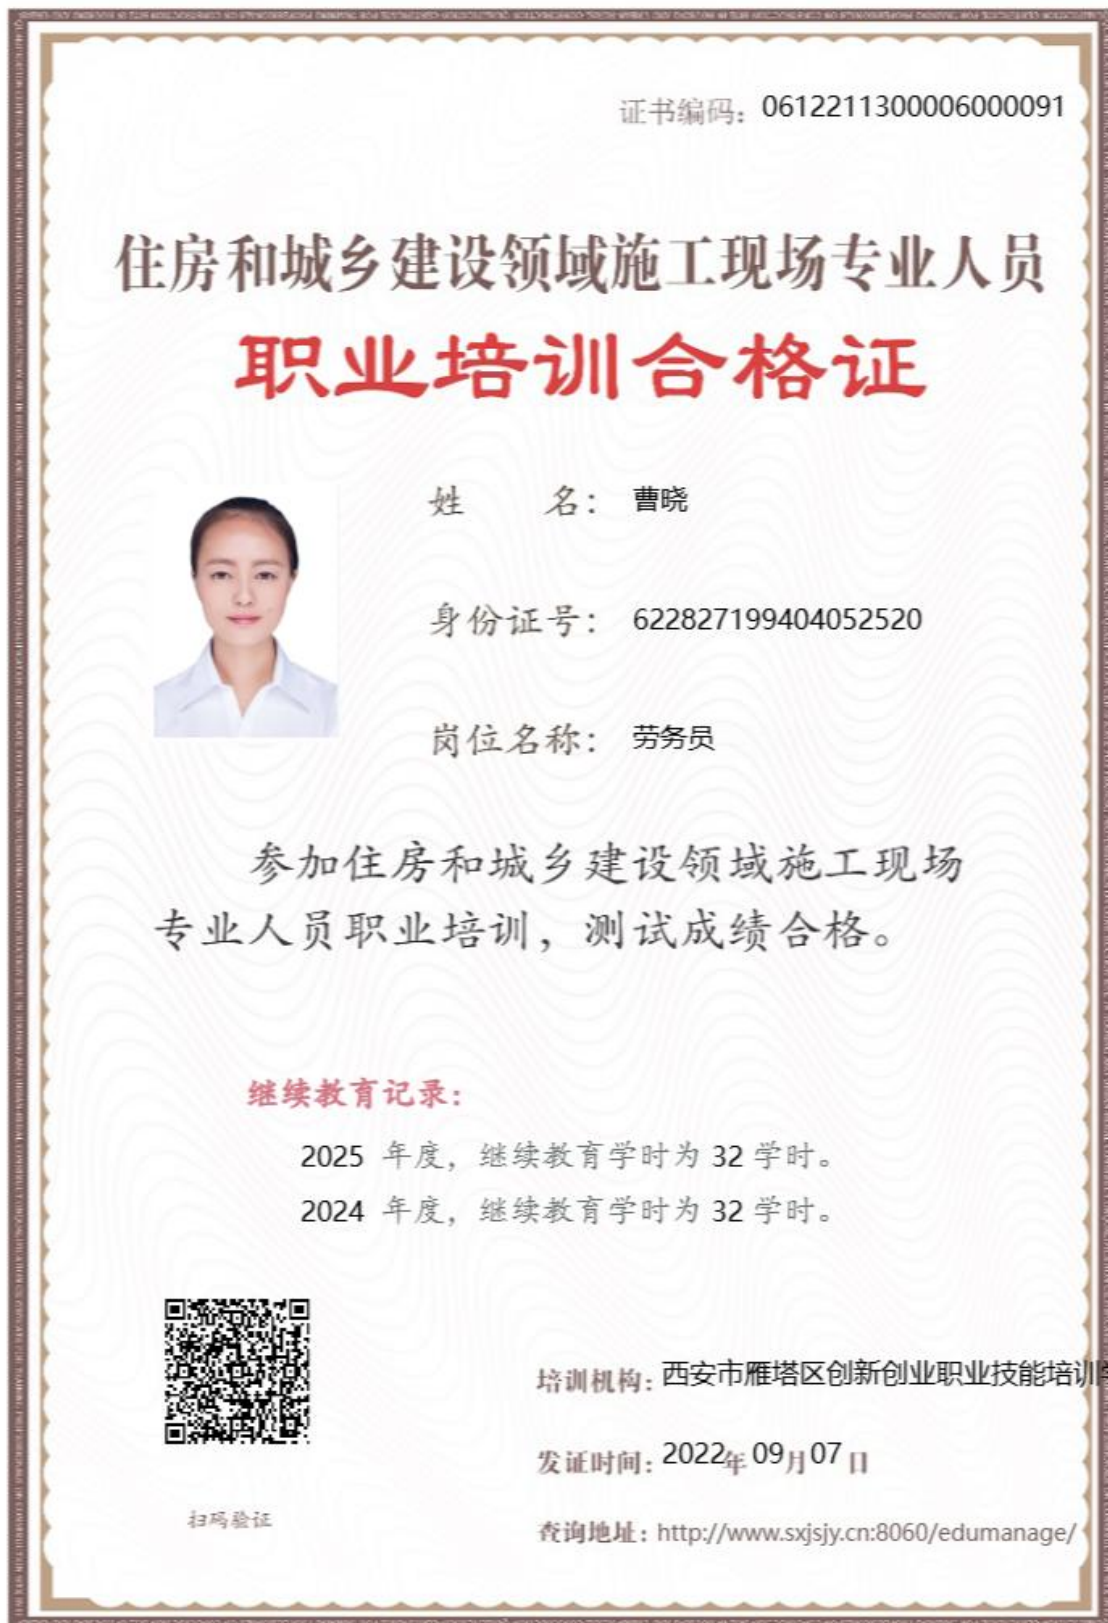 证书编码：0612211300006000091
住房和城乡建设领域施工现场专业人员
职业培训合格证
姓 名：曹晓
身份证号：622827199404052520
岗位名称：劳务员
参加住房和城乡建设领域施工现场
专业人员职业培训，测试成绩合格。
继续教育记录：
2025 年度，继续教育学时为 32 学时。
2024 年度，继续教育学时为 32 学时。
培训机构：西安市雁塔区创新创业职业技能培训
发证时间：2022年 09月 07 日
扫码验证
查询地址：http://www.sxjsjy.cn:8060/edumanage/